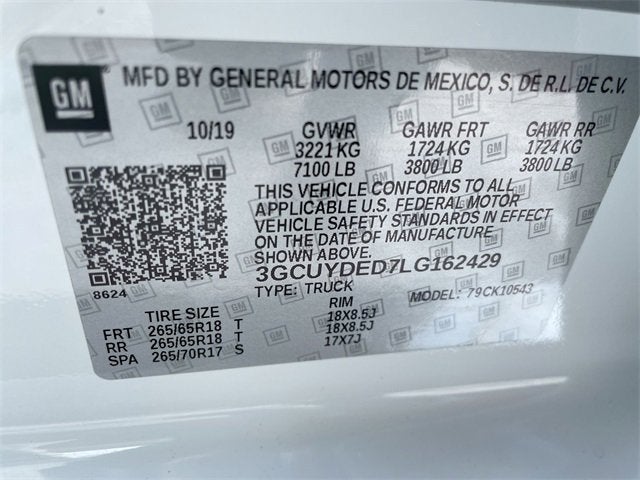 GM
® MFD BY GENERAL MOTORS DE MEXICO, S. DE R.L. DE C.V.
10/19 GVWR GAWR FRT GAWR RR
3221 KG 1724 KG 1724 KG
7100 LB 3800 LB 3800 LB
THIS VEHICLE CONFORMS TO ALL
APPLICABLE U.S. FEDERAL MOTOR
VEHICLE SAFETY STANDARDS IN EFFECT
ON THE DATE OF MANUFACTURE
SHOWN ABOVE.
3GCUYDED7LG162429
8624
TYPE: TRUCK MODEL: 79CK10543
TIRE SIZE RIM
FRT 265/65R18 T 18X8.5J
RR 265/65R18 T 18X8.5J
SPA 265/70R17 S 17X7J